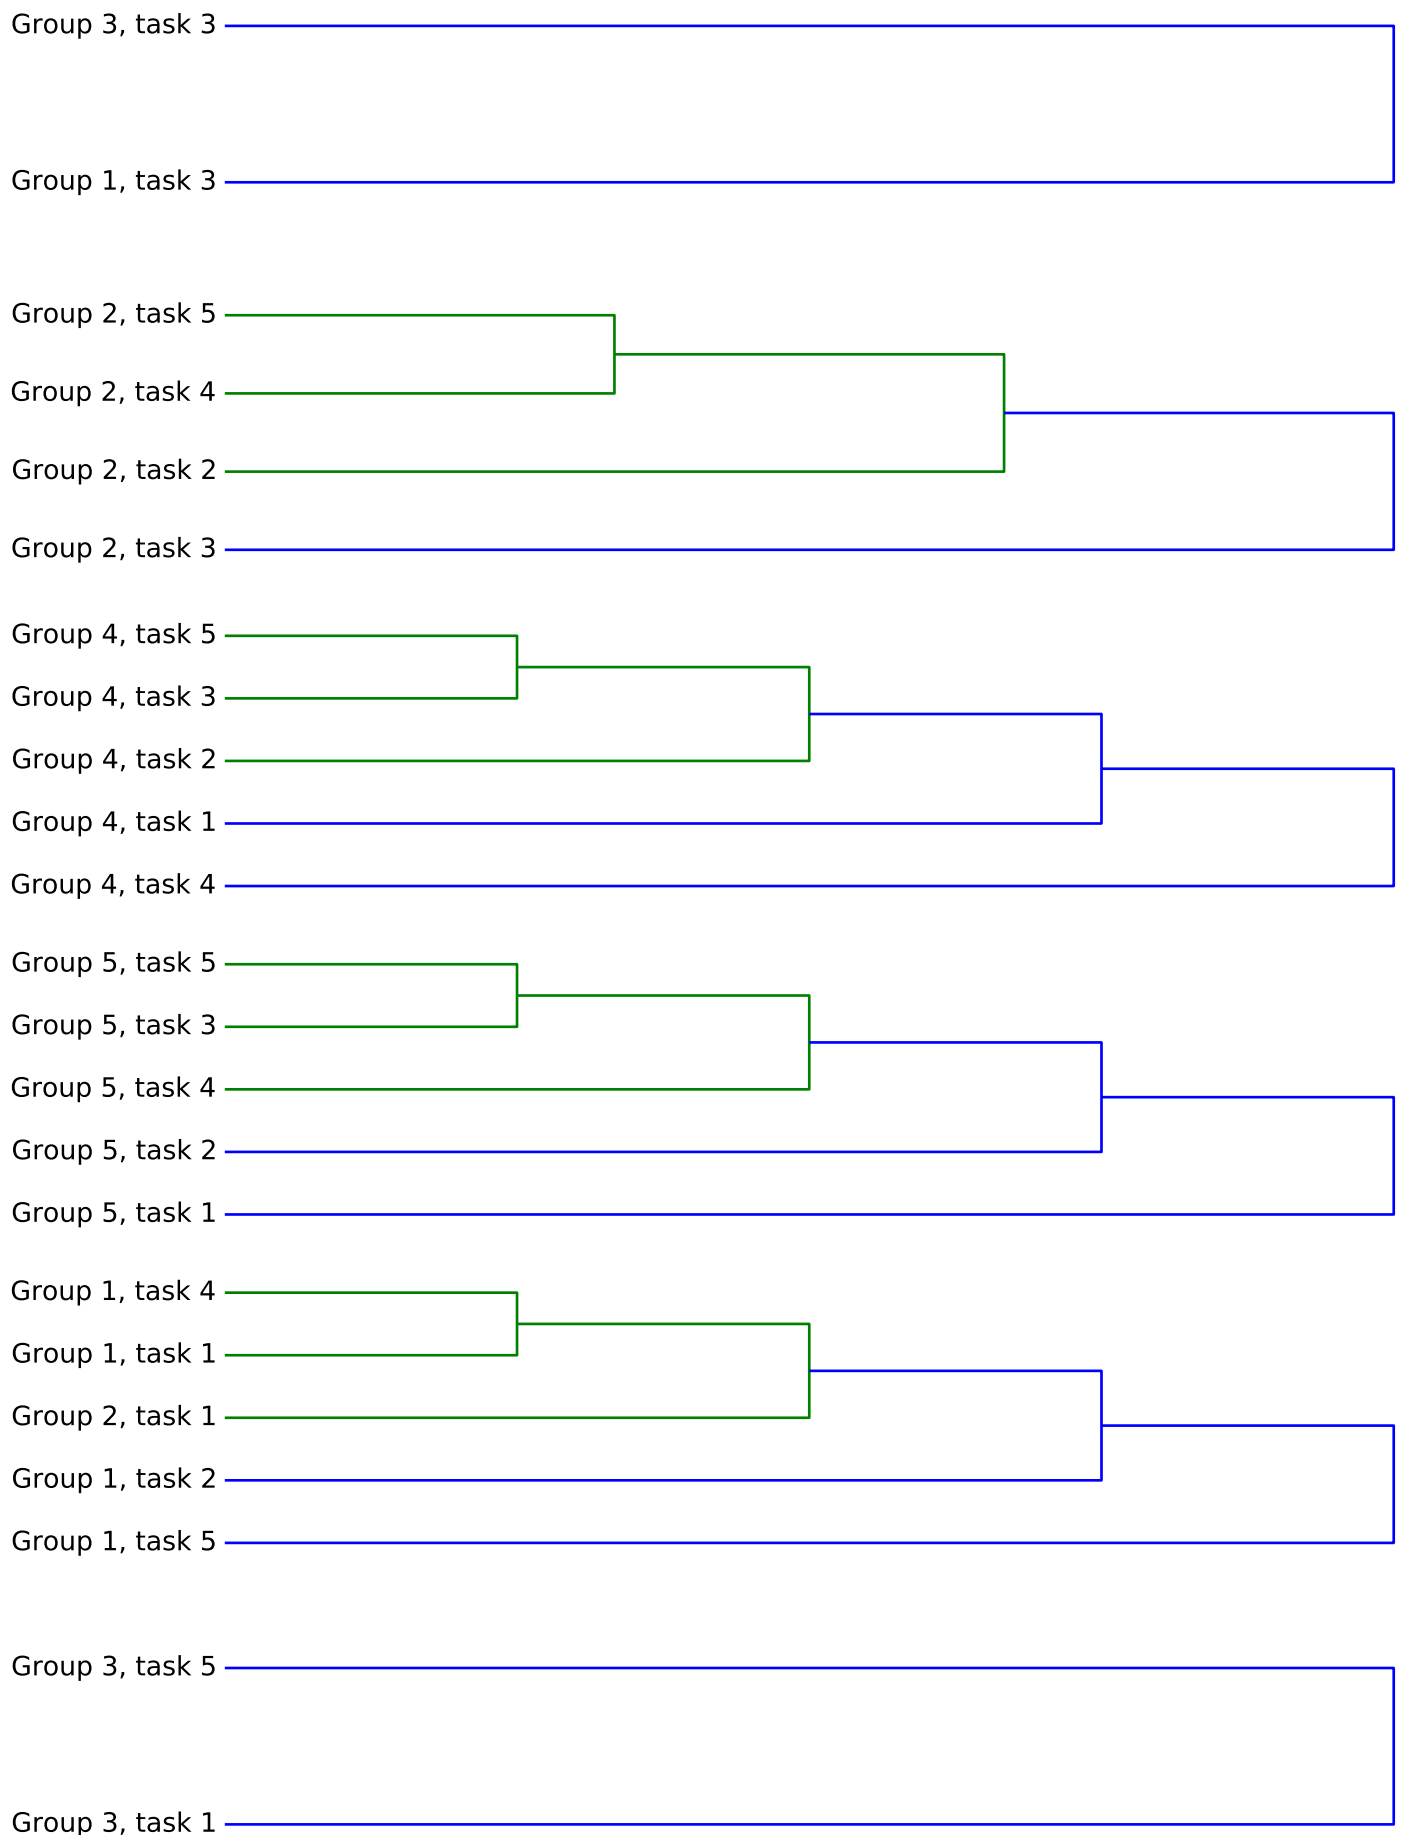 Group 3, task 3
Group 1, task 3
Group 2, task 5
Group 2, task 4
Group 2, task 2
Group 2, task 3
Group 4, task 5
Group 4, task 3
Group 4, task 2
Group 4, task 1
Group 4, task 4
Group 5, task 5
Group 5, task 3
Group 5, task 4
Group 5, task 2
Group 5, task 1
Group 1, task 4
Group 1, task 1
Group 2, task 1
Group 1, task 2
Group 1, task 5
Group 3, task 5
Group 3, task 1